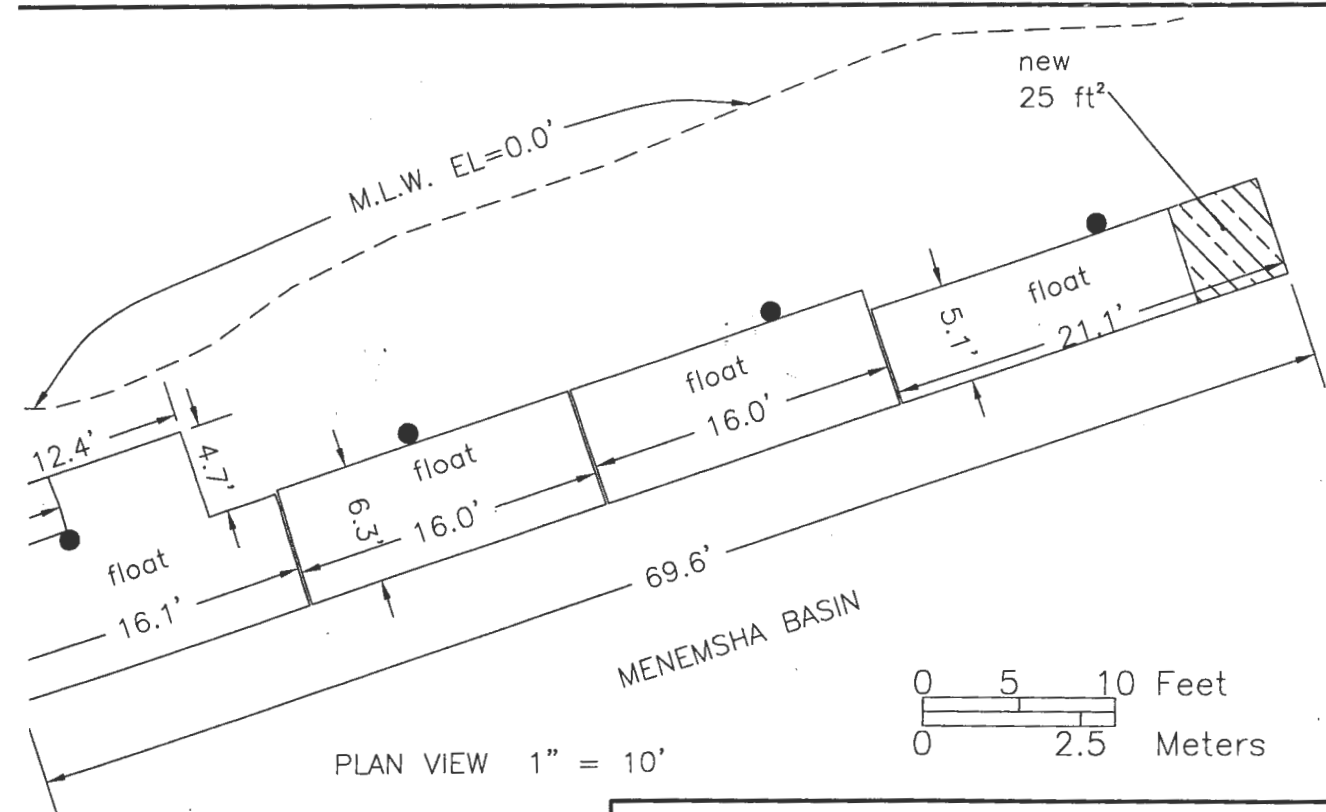 new
25 ft²
M.L.W. EL=0.0'
float
5.1'
21.1'
float
16.0'
12.4'
4.7'
float
6.3'
16.0'
float
16.1'
69.6'
MENEMSHA BASIN
0 5 10 Feet
0 2.5 Meters
PLAN VIEW 1" = 10'